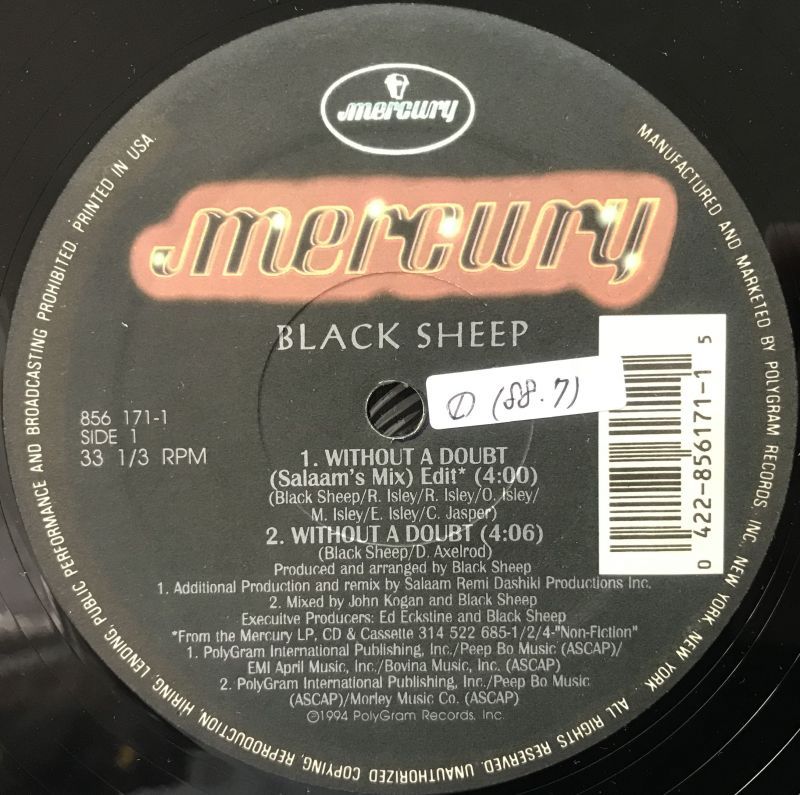 mercury
mercury
BLACK SHEEP
① (88.7)
0 422-856171-1 5
856 171-1
SIDE 1
33 1/3 RPM
1. WITHOUT A DOUBT
(Salaam's Mix) Edit* (4:00)
(Black Sheep/R. Isley/R. Isley/O. Isley/
M. Isley/E. Isley/C. Jasper)
2. WITHOUT A DOUBT (4:06)
(Black Sheep/D. Axelrod)
Produced and arranged by Black Sheep
1. Additional Production and remix by Salaam Remi Dashiki Productions Inc.
2. Mixed by John Kogan and Black Sheep
Execuitve Producers: Ed Eckstine and Black Sheep
*From the Mercury LP, CD & Cassette 314 522 685-1/2/4-"Non-Fiction"
1. PolyGram International Publishing, Inc./Peep Bo Music (ASCAP)/
EMI April Music, Inc./Bovina Music, Inc. (ASCAP)
2. PolyGram International Publishing, Inc./Peep Bo Music
(ASCAP)/Morley Music Co. (ASCAP)
℗1994 PolyGram Records, Inc.
MANUFACTURED AND MARKETED BY POLYGRAM RECORDS, INC. NEW YORK, NEW YORK. ALL RIGHTS RESERVED. UNAUTHORIZED COPYING, REPRODUCTION, HIRING, LENDING, PUBLIC PERFORMANCE AND BROADCASTING PROHIBITED. PRINTED IN USA.